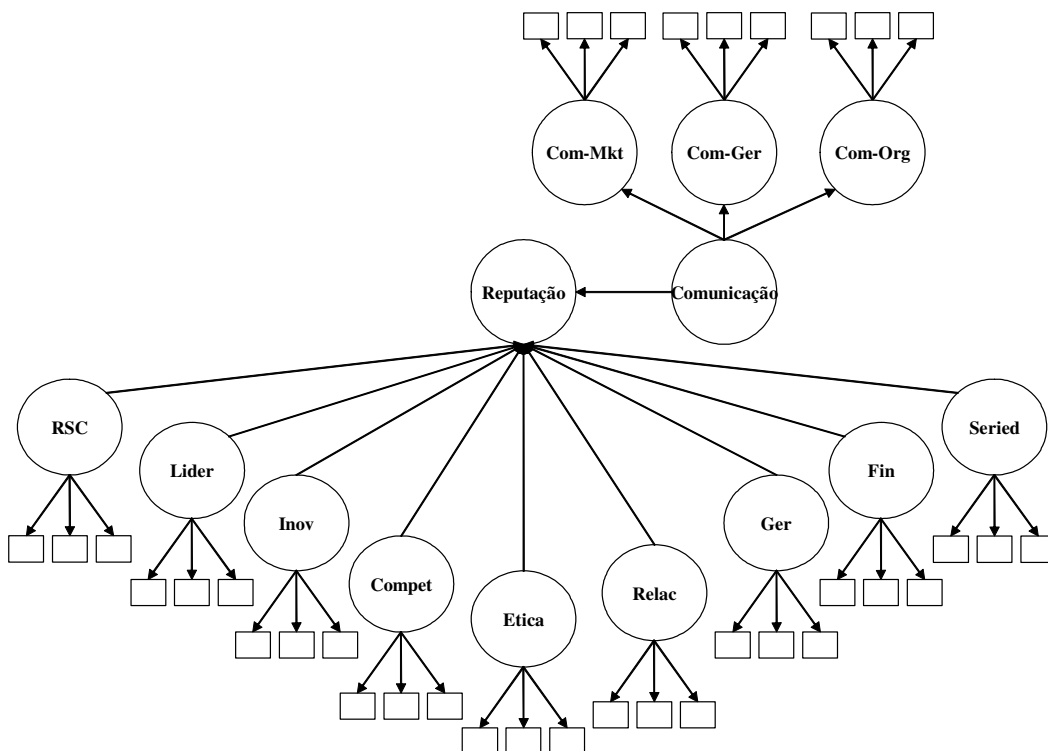 Com-Mkt
Com-Ger
Com-Org
Reputação
Comunicação
RSC
Lider
Inov
Compet
Etica
Relac
Ger
Fin
Seried